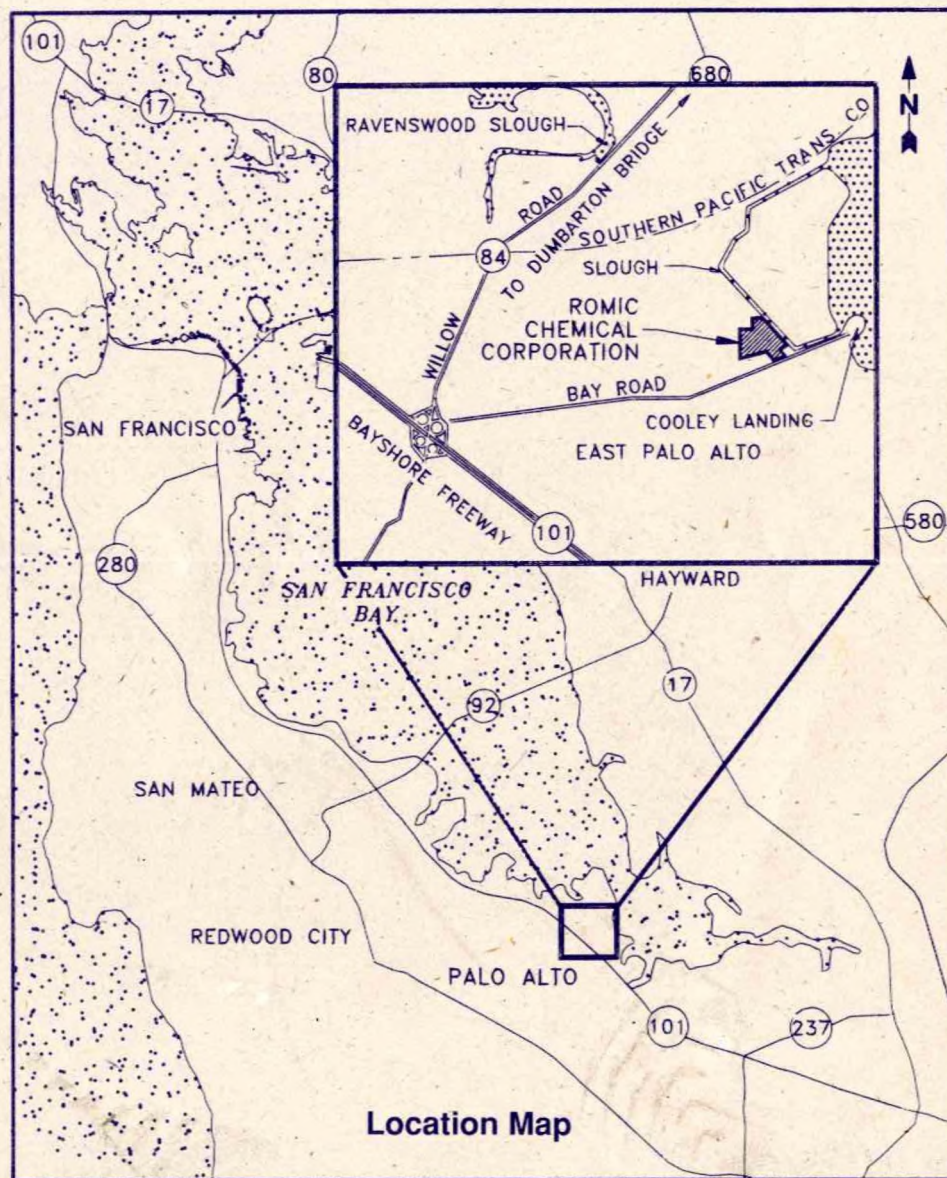 101
17
80
680
N
RAVENSWOOD SLOUGH
ROAD
TO DUMBARTON BRIDGE
SOUTHERN PACIFIC TRANS CO
84
SLOUGH
WILLOW
ROMIC
CHEMICAL
CORPORATION
BAY ROAD
COOLEY LANDING
EAST PALO ALTO
BAYSHORE FREEWAY
101
SAN FRANCISCO
280
580
HAYWARD
SAN FRANCISCO
BAY
92
17
SAN MATEO
REDWOOD CITY
PALO ALTO
101
237
Location Map